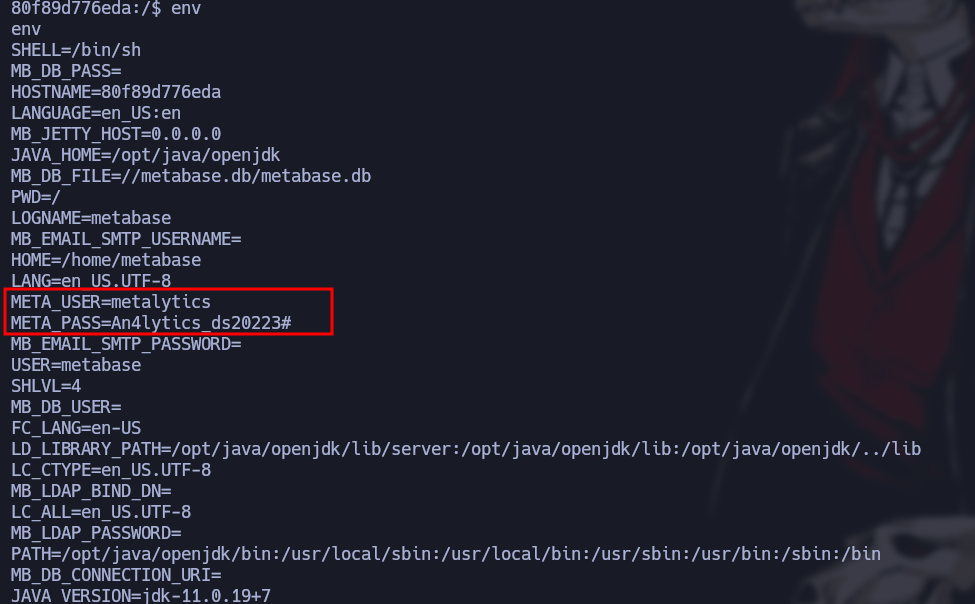 80f89d776eda:/$ env
env
SHELL=/bin/sh
MB_DB_PASS=
HOSTNAME=80f89d776eda
LANGUAGE=en_US:en
MB_JETTY_HOST=0.0.0.0
JAVA_HOME=/opt/java/openjdk
MB_DB_FILE=//metabase.db/metabase.db
PWD=/
LOGNAME=metabase
MB_EMAIL_SMTP_USERNAME=
HOME=/home/metabase
LANG=en_US.UTF-8
META_USER=metalytics
META_PASS=An4lytics_ds20223#
MB_EMAIL_SMTP_PASSWORD=
USER=metabase
SHLVL=4
MB_DB_USER=
FC_LANG=en-US
LD_LIBRARY_PATH=/opt/java/openjdk/lib/server:/opt/java/openjdk/lib:/opt/java/openjdk/../lib
LC_CTYPE=en_US.UTF-8
MB_LDAP_BIND_DN=
LC_ALL=en_US.UTF-8
MB_LDAP_PASSWORD=
PATH=/opt/java/openjdk/bin:/usr/local/sbin:/usr/local/bin:/usr/sbin:/usr/bin:/sbin:/bin
MB_DB_CONNECTION_URI=
JAVA_VERSION=jdk-11.0.19+7